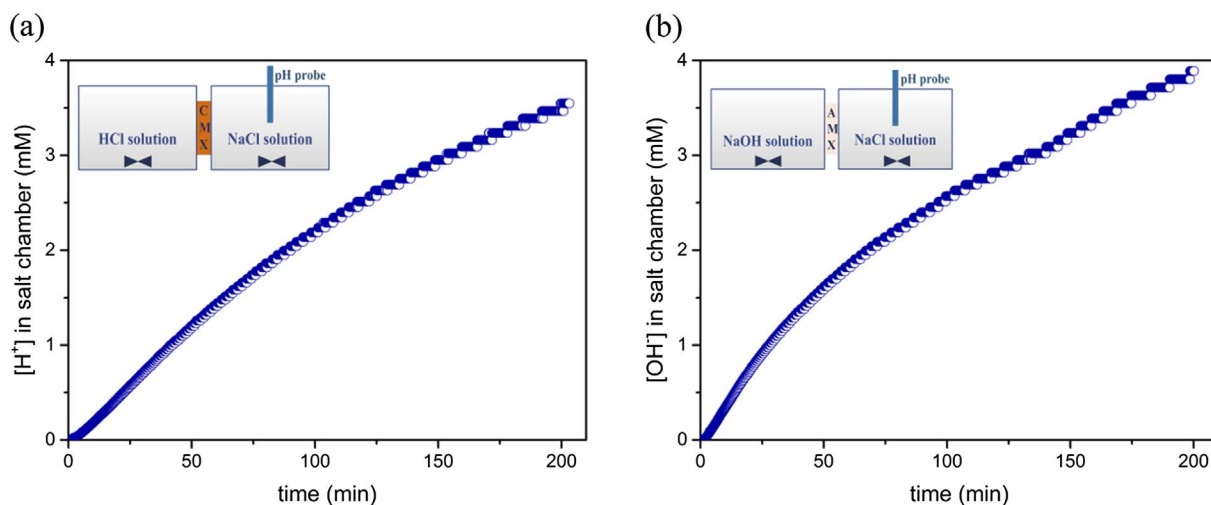 (a)
[H⁺] in salt chamber (mM)
4
3
2
1
0
pH probe
HCl solution
C
M
X
NaCl solution
0
50
100
150
200
time (min)
(b)
[OH⁻] in salt chamber (mM)
4
3
2
1
0
pH probe
NaOH solution
A
M
X
NaCl solution
0
50
100
150
200
time (min)